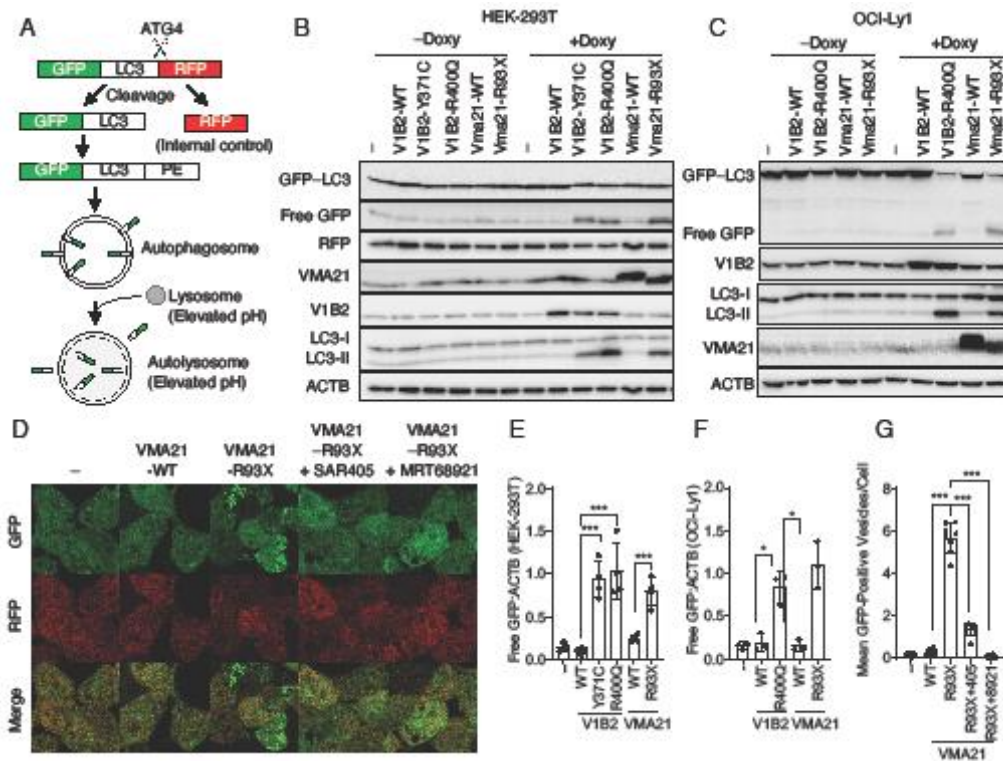 A
ATG4
GFP LC3 RFP
Cleavage
GFP LC3 RFP
(Internal control)
GFP LC3 PE
Autophagosome
Lysosome
(Elevated pH)
Autolysosome
(Elevated pH)
B
HEK-293T
–Doxy +Doxy
– V1B2-WT V1B2-Y371C V1B2-R400Q Vma21-WT Vma21-R93X – V1B2-WT V1B2-Y371C V1B2-R400Q Vma21-WT Vma21-R93X
GFP–LC3
Free GFP
RFP
VMA21
V1B2
LC3-I
LC3-II
ACTB
C
OCI-Ly1
–Doxy +Doxy
– V1B2-WT V1B2-R400Q Vma21-WT Vma21-R93X – V1B2-WT V1B2-R400Q Vma21-WT Vma21-R93X
GFP–LC3
Free GFP
V1B2
LC3-I
LC3-II
VMA21
ACTB
D
–
VMA21
-WT
VMA21
-R93X
VMA21
–R93X
+ SAR405
VMA21
–R93X
+ MRT68921
GFP
RFP
Merge
E
Free GFP:ACTB (HEK-293T)
2.0
1.5
1.0
0.5
0.0
***
***
***
– WT Y371C R400Q WT R93X
V1B2 VMA21
F
Free GFP:ACTB (OCI-Ly1)
2.0
1.5
1.0
0.5
0.0
*
*
– WT R400Q WT R93X
V1B2 VMA21
G
Mean GFP-Positive Vesicles/Cell
8
6
4
2
0
***
***
***
– WT R93X R93X+405 R93X+8921
VMA21